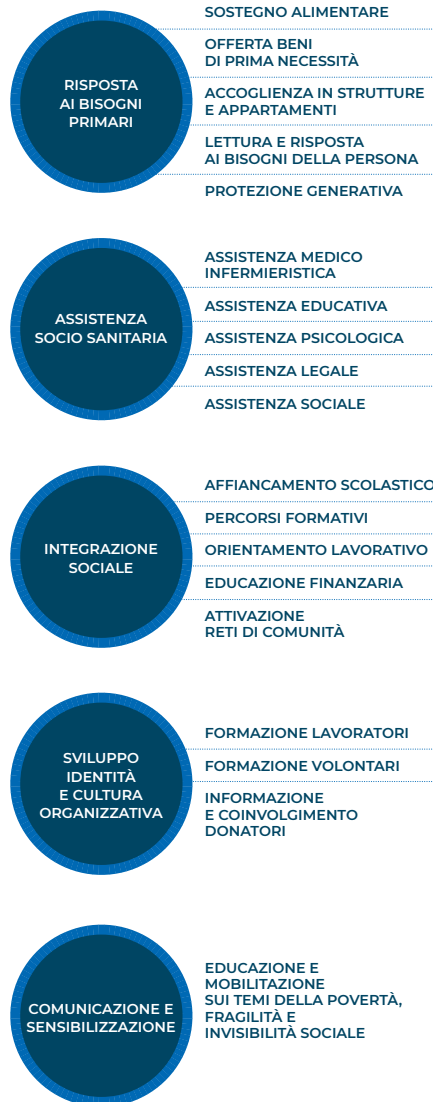 RISPOSTA
AI BISOGNI
PRIMARI
SOSTEGNO ALIMENTARE
OFFERTA BENI
DI PRIMA NECESSITÀ
ACCOGLIENZA IN STRUTTURE
E APPARTAMENTI
LETTURA E RISPOSTA
AI BISOGNI DELLA PERSONA
PROTEZIONE GENERATIVA
ASSISTENZA
SOCIO SANITARIA
ASSISTENZA MEDICO
INFERMIERISTICA
ASSISTENZA EDUCATIVA
ASSISTENZA PSICOLOGICA
ASSISTENZA LEGALE
ASSISTENZA SOCIALE
INTEGRAZIONE
SOCIALE
AFFIANCAMENTO SCOLASTICO
PERCORSI FORMATIVI
ORIENTAMENTO LAVORATIVO
EDUCAZIONE FINANZARIA
ATTIVAZIONE
RETI DI COMUNITÀ
SVILUPPO
IDENTITÀ
E CULTURA
ORGANIZZATIVA
FORMAZIONE LAVORATORI
FORMAZIONE VOLONTARI
INFORMAZIONE
E COINVOLGIMENTO
DONATORI
COMUNICAZIONE E
SENSIBILIZZAZIONE
EDUCAZIONE E
MOBILITAZIONE
SUI TEMI DELLA POVERTÀ,
FRAGILITÀ E
INVISIBILITÀ SOCIALE